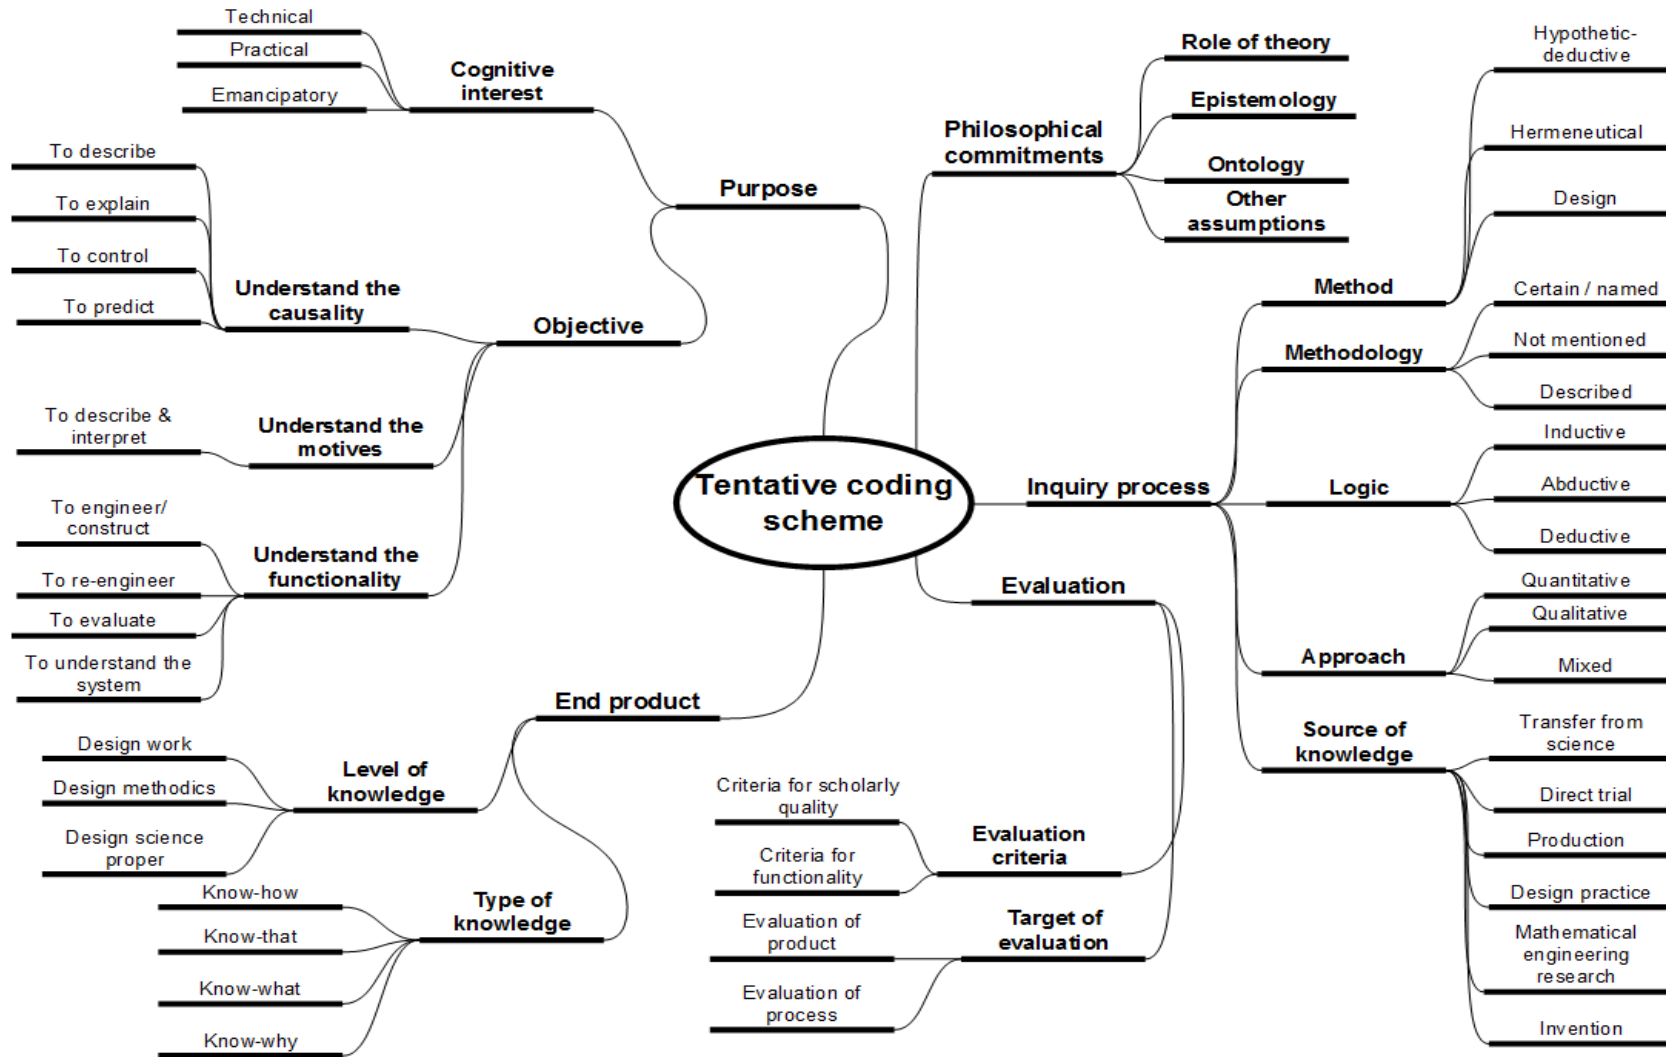 Technical
Practical
Emancipatory
Cognitive
interest
To describe
To explain
To control
To predict
Understand the
causality
Purpose
Objective
To describe &
interpret
Understand the
motives
To engineer/
construct
To re-engineer
To evaluate
To understand the
system
Understand the
functionality
Tentative coding
scheme
End product
Design work
Design methodics
Design science
proper
Level of
knowledge
Know-how
Know-that
Know-what
Know-why
Type of
knowledge
Philosophical
commitments
Role of theory
Epistemology
Ontology
Other
assumptions
Inquiry process
Method
Hypothetic-
deductive
Hermeneutical
Design
Methodology
Certain / named
Not mentioned
Described
Logic
Inductive
Abductive
Deductive
Approach
Quantitative
Qualitative
Mixed
Source of
knowledge
Transfer from
science
Direct trial
Production
Design practice
Mathematical
engineering
research
Invention
Evaluation
Criteria for scholarly
quality
Criteria for
functionality
Evaluation
criteria
Evaluation of
product
Evaluation of
process
Target of
evaluation